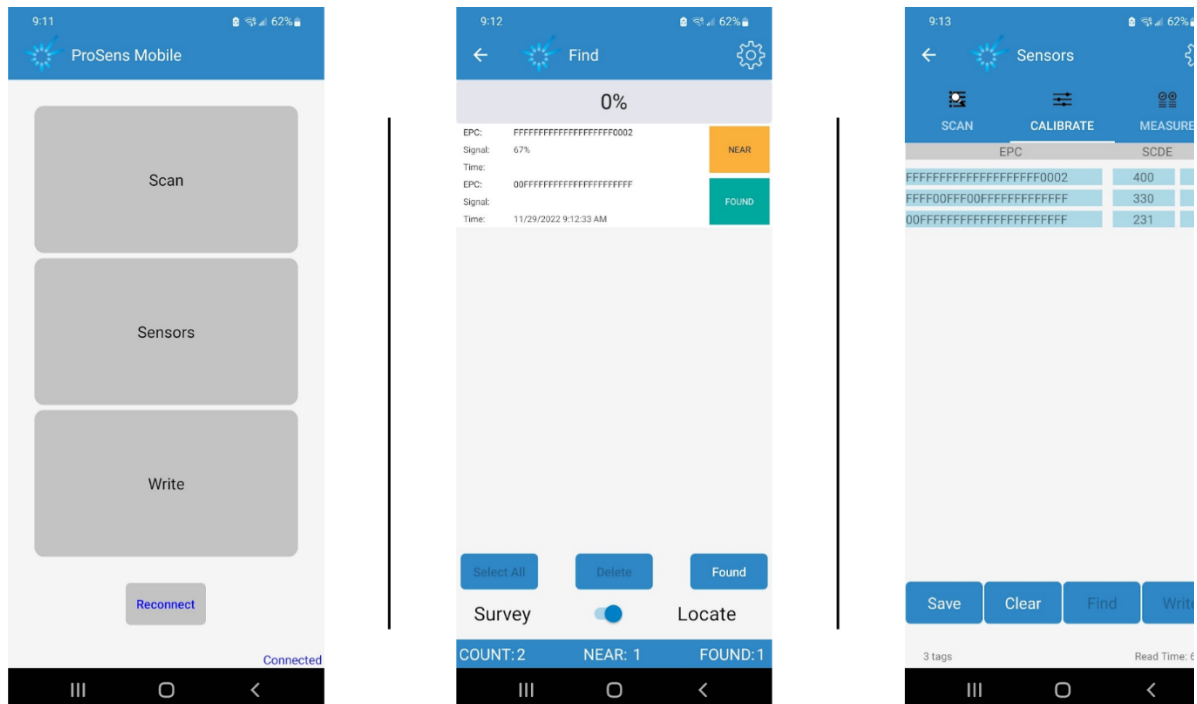 9:11 62%
ProSens Mobile
Scan
Sensors
Write
Reconnect
Connected
9:12 62%
Find
0%
EPC: FFFFFFFFFFFFFFFFFFFF0002
Signal: 67%
Time:
NEAR
EPC: 00FFFFFFFFFFFFFFFFFFFFFF
Signal:
Time: 11/29/2022 9:12:33 AM
FOUND
Select All Delete Found
Survey Locate
COUNT: 2 NEAR: 1 FOUND: 1
9:13 62%
Sensors
SCAN CALIBRATE MEASURE
EPC SCDE
FFFFFFFFFFFFFFFFFFFF0002 400
FFFF00FFF00FFFFFFFFFFFFF 330
00FFFFFFFFFFFFFFFFFFFFFF 231
Save Clear Find Write
3 tags Read Time: 6